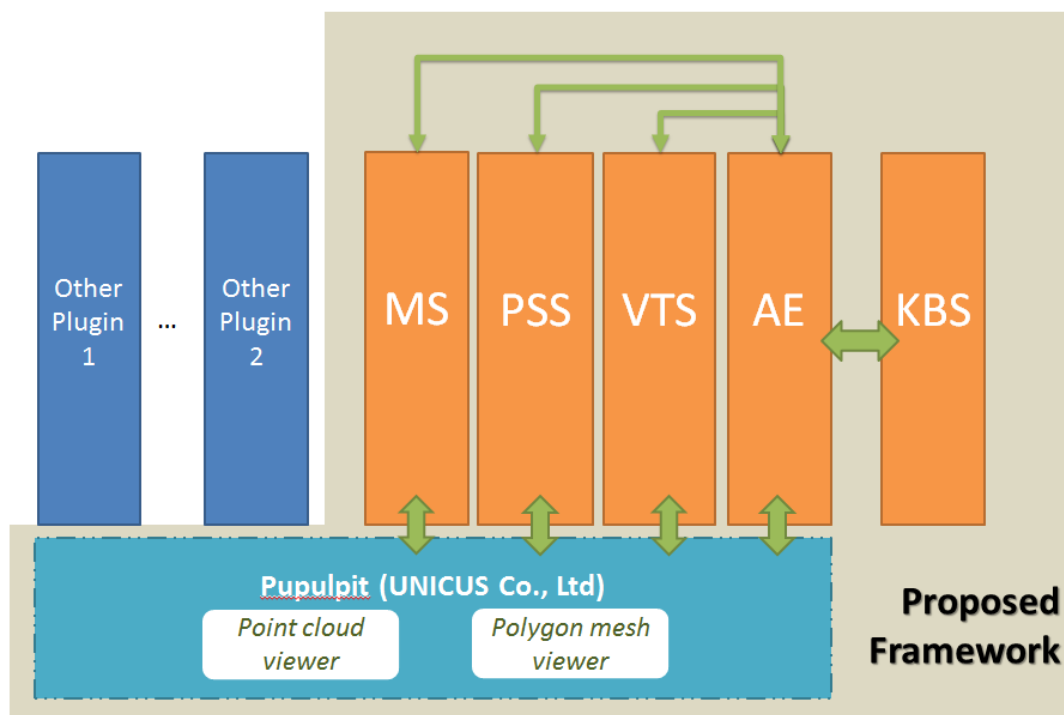 Other
Plugin
1
...
Other
Plugin
2
MS
PSS
VTS
AE
KBS
Pupulpit (UNICUS Co., Ltd)
Point cloud
viewer
Polygon mesh
viewer
Proposed
Framework